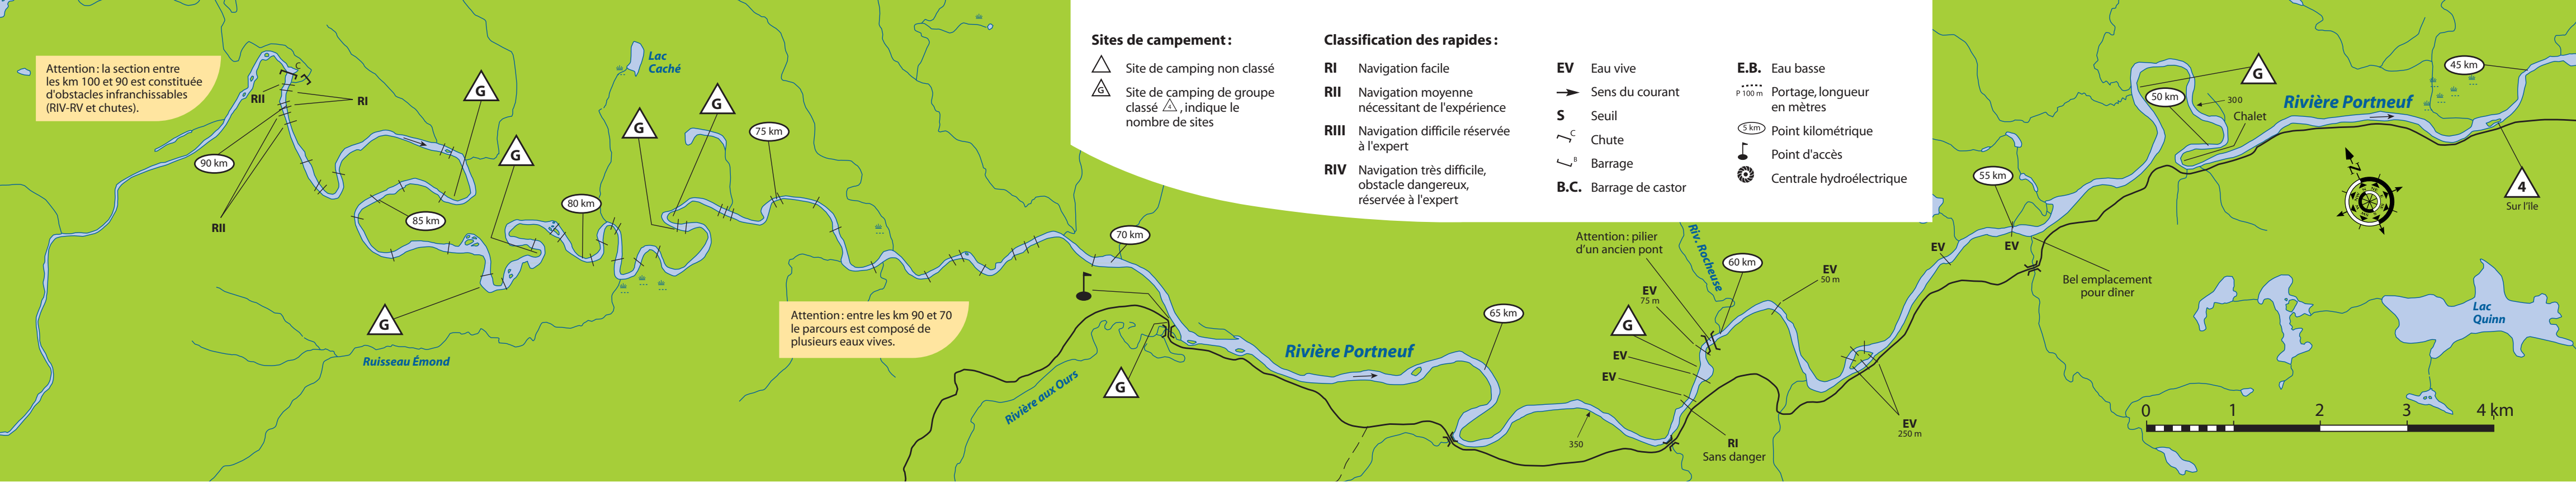 Attention : la section entre
les km 100 et 90 est constituée
d'obstacles infranchissables
(RIV-RV et chutes).
C
RII
RI
90 km
RII
G
G
85 km
G
Ruisseau Émond
80 km
Lac
Caché
G
G
75 km
Attention : entre les km 90 et 70
le parcours est composé de
plusieurs eaux vives.
70 km
Rivière aux Ours
G
Sites de campement :
Site de camping non classé
G
Site de camping de groupe
classé 4 , indique le
nombre de sites
Classification des rapides :
RI Navigation facile
RII Navigation moyenne
nécessitant de l'expérience
RIII Navigation difficile réservée
à l'expert
RIV Navigation très difficile,
obstacle dangereux,
réservée à l'expert
EV Eau vive
Sens du courant
S Seuil
C Chute
B Barrage
B.C. Barrage de castor
E.B. Eau basse
P 100 m Portage, longueur
en mètres
5 km Point kilométrique
Point d'accès
Centrale hydroélectrique
Rivière Portneuf
65 km
350
Attention : pilier
d'un ancien pont
Riv. Rocheuse
60 km
EV
75 m
G
EV
EV
EV
50 m
RI
Sans danger
EV
250 m
EV
EV
55 km
Bel emplacement
pour dîner
50 km
G
300
Chalet
Rivière Portneuf
45 km
4
Sur l'île
N
Lac
Quinn
0 1 2 3 4 km